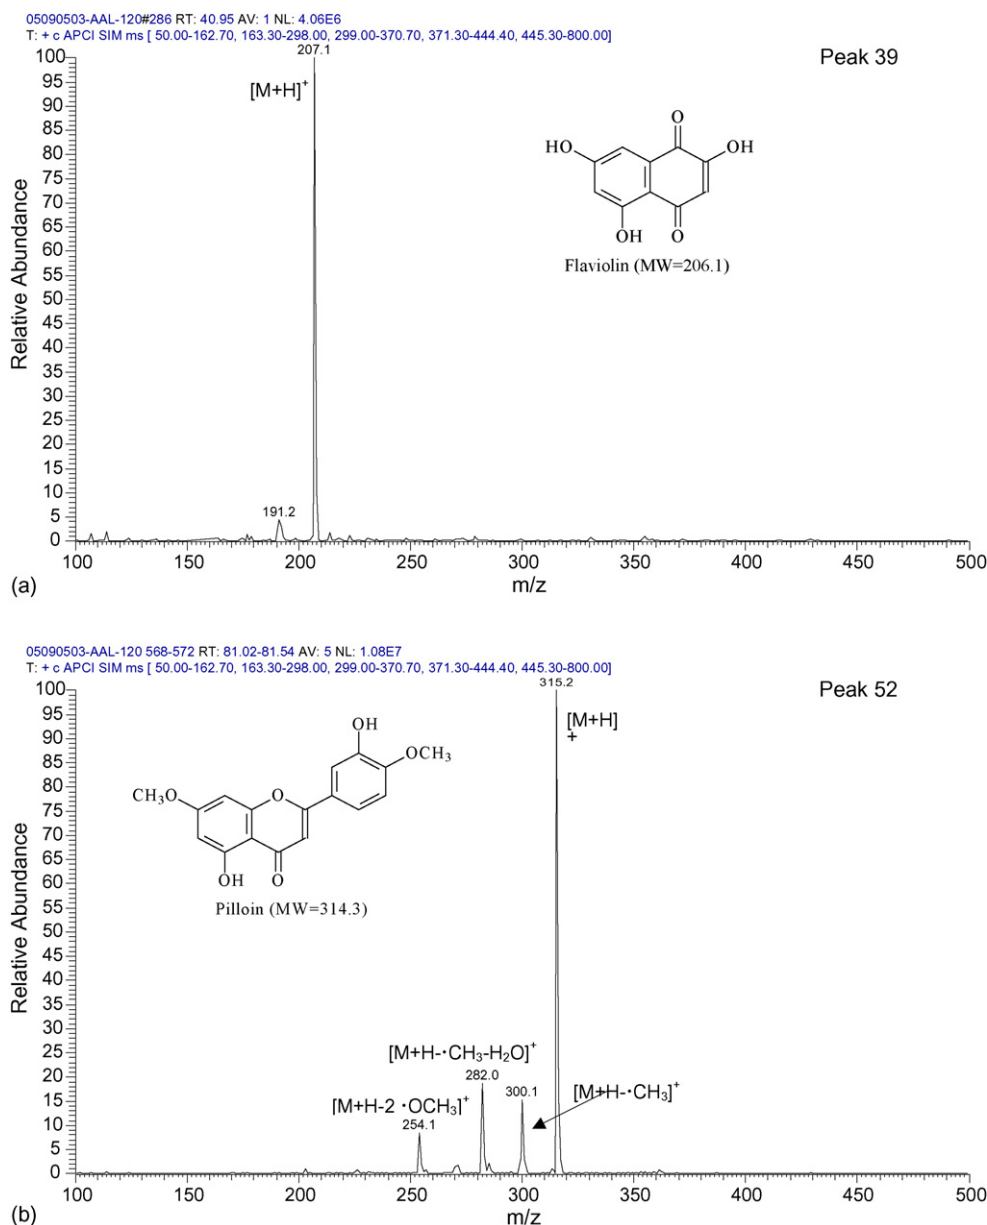 05090503-AAL-120#286 RT: 40.95 AV: 1 NL: 4.06E6
T: + c APCI SIM ms [ 50.00-162.70, 163.30-298.00, 299.00-370.70, 371.30-444.40, 445.30-800.00]
207.1
Peak 39
[M+H]+
O
HO
OH
OH
O
Flaviolin (MW=206.1)
191.2
Relative Abundance
100
95
90
85
80
75
70
65
60
55
50
45
40
35
30
25
20
15
10
5
0
100 150 200 250 300 350 400 450 500
m/z
(a)
05090503-AAL-120 568-572 RT: 81.02-81.54 AV: 5 NL: 1.08E7
T: + c APCI SIM ms [ 50.00-162.70, 163.30-298.00, 299.00-370.70, 371.30-444.40, 445.30-800.00]
315.2
Peak 52
[M+H]
+
OH
OCH3
CH3O
O
OH
O
Pilloin (MW=314.3)
[M+H-·CH3-H2O]+
282.0
300.1
[M+H-·CH3]+
[M+H-2 ·OCH3]+
254.1
Relative Abundance
100
95
90
85
80
75
70
65
60
55
50
45
40
35
30
25
20
15
10
5
0
100 150 200 250 300 350 400 450 500
m/z
(b)